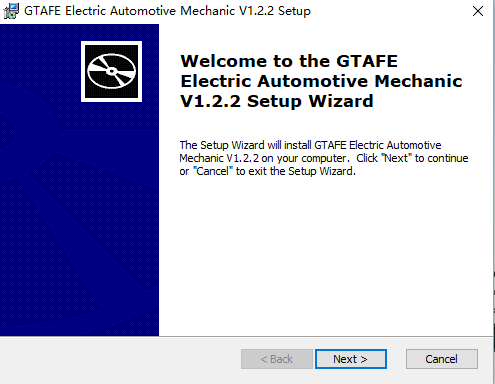 GTAFE Electric Automotive Mechanic V1.2.2 Setup
Welcome to the GTAFE
Electric Automotive Mechanic
V1.2.2 Setup Wizard
The Setup Wizard will install GTAFE Electric Automotive
Mechanic V1.2.2 on your computer. Click "Next" to continue
or "Cancel" to exit the Setup Wizard.
< Back
Next >
Cancel